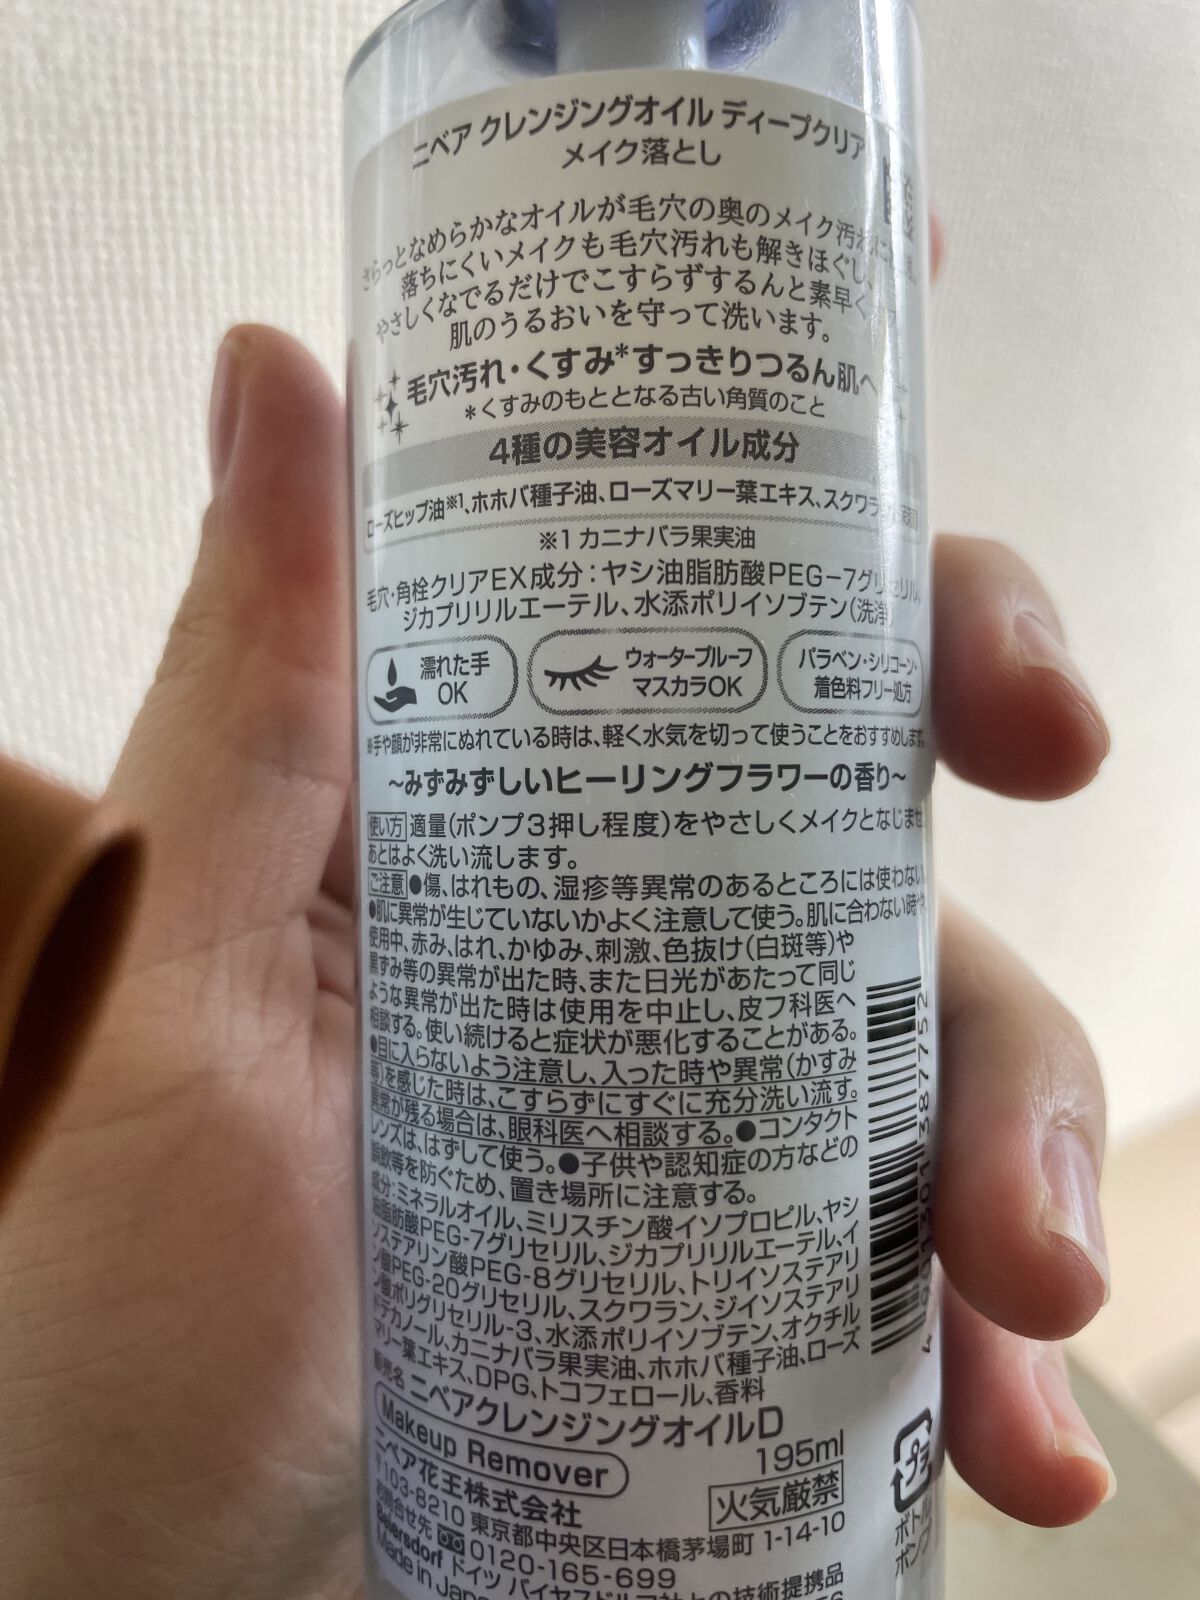 ニベア クレンジングオイル ディープクリア
メイク落とし
さらっとなめらかなオイルが毛穴の奥のメイク汚れに
落ちにくいメイクも毛穴汚れも解きほぐし、
やさしくなでるだけでこすらずするんと素早く
肌のうるおいを守って洗います。
毛穴汚れ・くすみ*すっきりつるん肌へ
*くすみのもととなる古い角質のこと
4種の美容オイル成分
ローズヒップ油※1、ホホバ種子油、ローズマリー葉エキス、スクワラン
※1 カニナバラ果実油
毛穴・角栓クリアEX成分：ヤシ油脂肪酸PEG-7グリセリル、
ジカプリリルエーテル、水添ポリイソブテン(洗浄)
濡れた手
OK
ウォータープルーフ
マスカラOK
パラベン・シリコーン・
着色料フリー処方
※手や顔が非常にぬれている時は、軽く水気を切って使うことをおすすめします。
～みずみずしいヒーリングフラワーの香り～
使い方 適量(ポンプ3押し程度)をやさしくメイクとなじませ
あとはよく洗い流します。
ご注意 ●傷、はれもの、湿疹等異常のあるところには使わない。
●肌に異常が生じていないかよく注意して使う。肌に合わない時や、
使用中、赤み、はれ、かゆみ、刺激、色抜け(白斑等)や
黒ずみ等の異常が出た時、また日光があたって同じ
ような異常が出た時は使用を中止し、皮フ科医へ
相談する。使い続けると症状が悪化することがある。
●目に入らないよう注意し、入った時や異常(かすみ
等)を感じた時は、こすらずにすぐに充分洗い流す。
異常が残る場合は、眼科医へ相談する。●コンタクト
レンズは、はずして使う。●子供や認知症の方などの
誤飲等を防ぐため、置き場所に注意する。
成分：ミネラルオイル、ミリスチン酸イソプロピル、ヤシ
油脂肪酸PEG-7グリセリル、ジカプリリルエーテル、イ
ソステアリン酸PEG-8グリセリル、トリイソステアリ
ン酸PEG-20グリセリル、スクワラン、ジイソステアリ
ン酸ポリグリセリル-3、水添ポリイソブテン、オクチル
ドデカノール、カニナバラ果実油、ホホバ種子油、ローズ
マリー葉エキス、DPG、トコフェロール、香料
販売名 ニベアクレンジングオイルD
Makeup Remover
195ml
ニベア花王株式会社
火気厳禁
〒103-8210 東京都中央区日本橋茅場町 1-14-10
お問合せ先 0120-165-699
Beiersdorf ドイツ バイヤスドルフ社との技術提携品
Made in Japan
4 901301 387752
プラ
ボトル
ポンプ